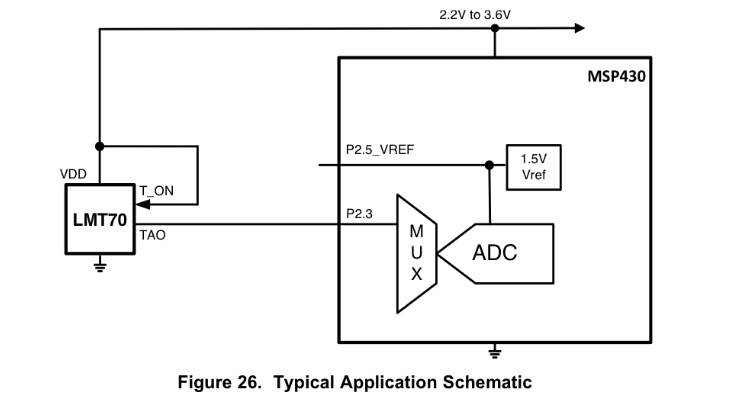 2.2V to 3.6V
MSP430
P2.5_VREF
1.5V
Vref
VDD
T_ON
LMT70
TAO
P2.3
M
U
X
ADC
Figure 26. Typical Application Schematic